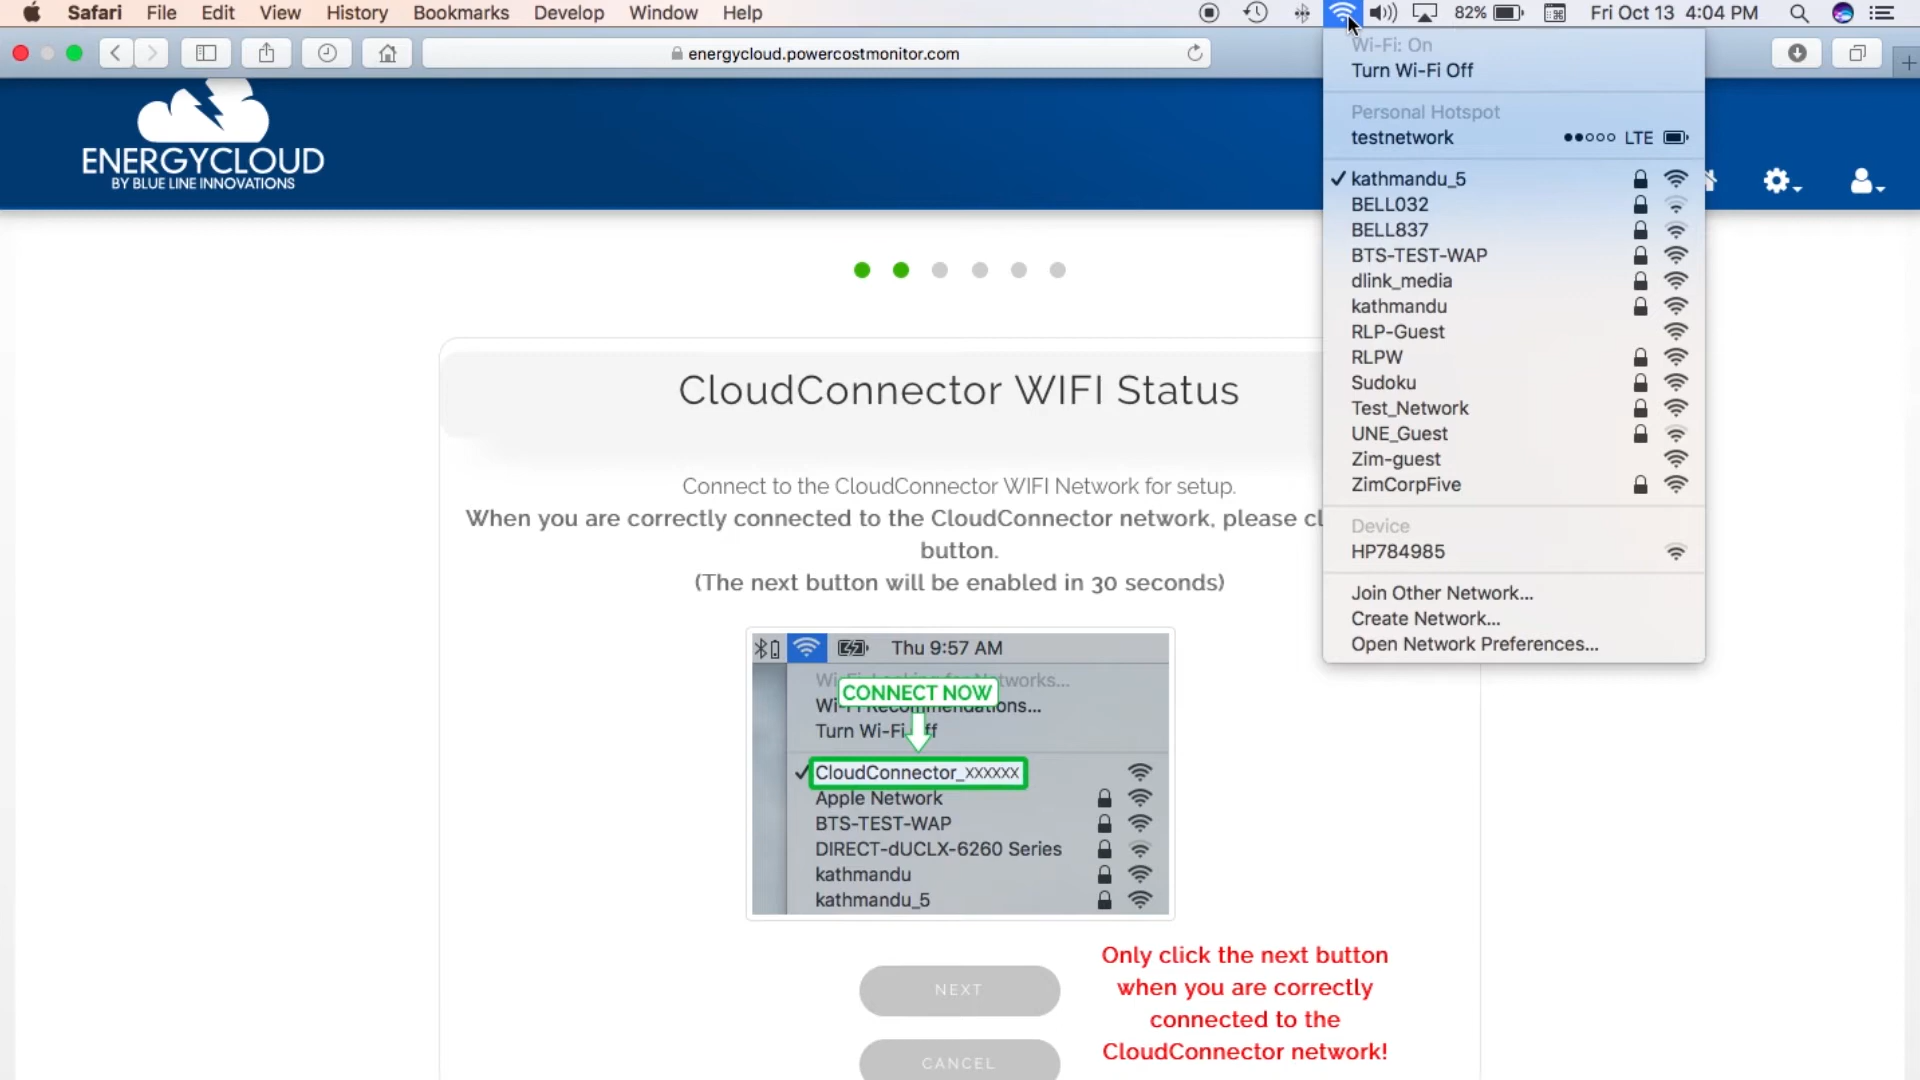 Safari File Edit View History Bookmarks Develop Window Help 82% Fri Oct 13 4:04 PM
energycloud.powercostmonitor.com
Wi-Fi: On
Turn Wi-Fi Off
Personal Hotspot
testnetwork LTE
kathmandu_5
BELL032
BELL837
BTS-TEST-WAP
dlink_media
kathmandu
RLP-Guest
RLPW
Sudoku
Test_Network
UNE_Guest
Zim-guest
ZimCorpFive
Device
HP784985
Join Other Network...
Create Network...
Open Network Preferences...
ENERGYCLOUD
BY BLUE LINE INNOVATIONS
CloudConnector WIFI Status
Connect to the CloudConnector WIFI Network for setup.
When you are correctly connected to the CloudConnector network, please cl
button.
(The next button will be enabled in 30 seconds)
Thu 9:57 AM
CONNECT NOW
Turn Wi-Fi
CloudConnector_XXXXXX
Apple Network
BTS-TEST-WAP
DIRECT-dUCLX-6260 Series
kathmandu
kathmandu_5
NEXT
CANCEL
Only click the next button
when you are correctly
connected to the
CloudConnector network!